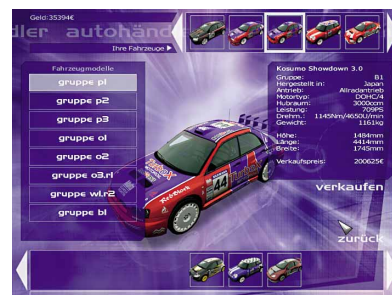 Geld:35394€
dler autohänd
Ihre Fahrzeuge
Fahrzeugmodelle
gruppe p1
gruppe p2
gruppe p3
gruppe o1
gruppe o2
gruppe o3.r1
gruppe w1.r2
gruppe b1
Kosumo Showdown 3.0
Gruppe: B1
Hergestellt in: Japan
Antrieb: Allradantrieb
Motortyp: DOHC/4
Hubraum: 3000ccm
Leistung: 709PS
Drehm.: 1145Nm/4650U/min
Gewicht: 1161kg
Höhe: 1484mm
Länge: 4414mm
Breite: 1745mm
Verkaufspreis: 200625€
verkaufen
zurück
44